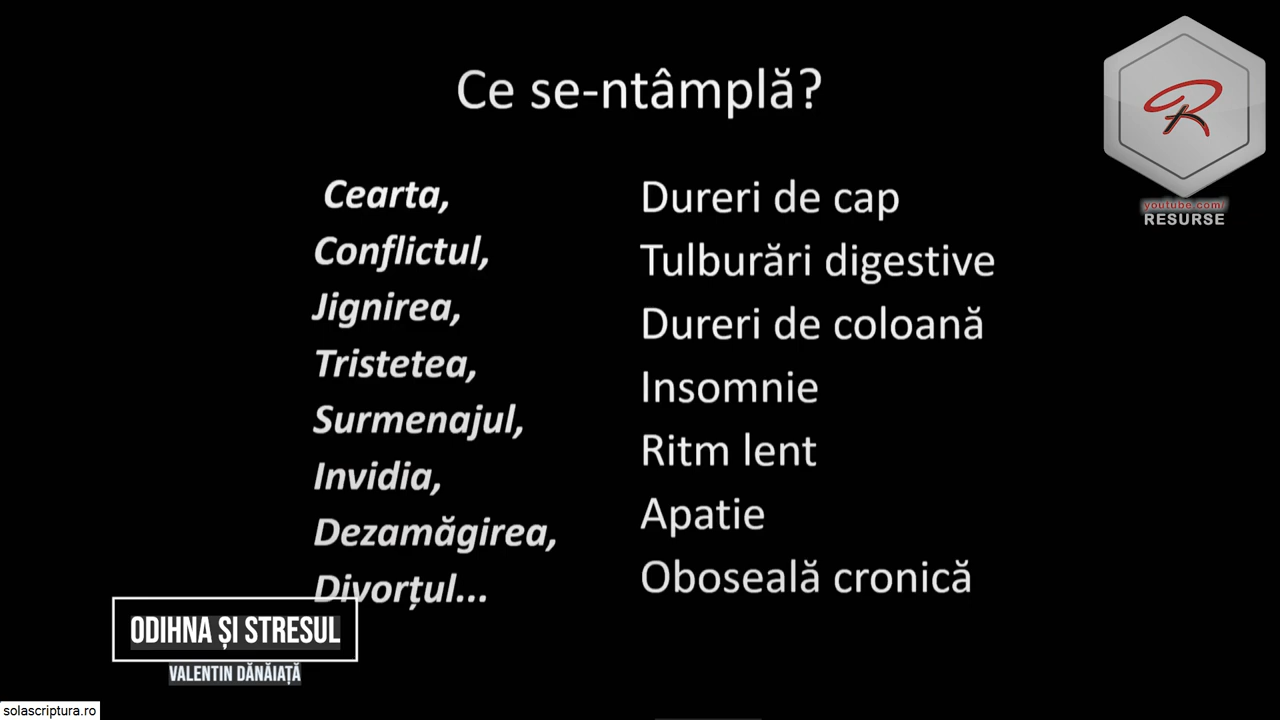 Ce se-ntâmplă?
Cearta,
Conflictul,
Jignirea,
Tristetea,
Surmenajul,
Invidia,
Dezamăgirea,
Divorțul...
Dureri de cap
Tulburări digestive
Dureri de coloană
Insomnie
Ritm lent
Apatie
Oboseală cronică
R
youtube.com/
RESURSE
ODIHNA ȘI STRESUL
VALENTIN DĂNĂIAȚĂ
solascriptura.ro